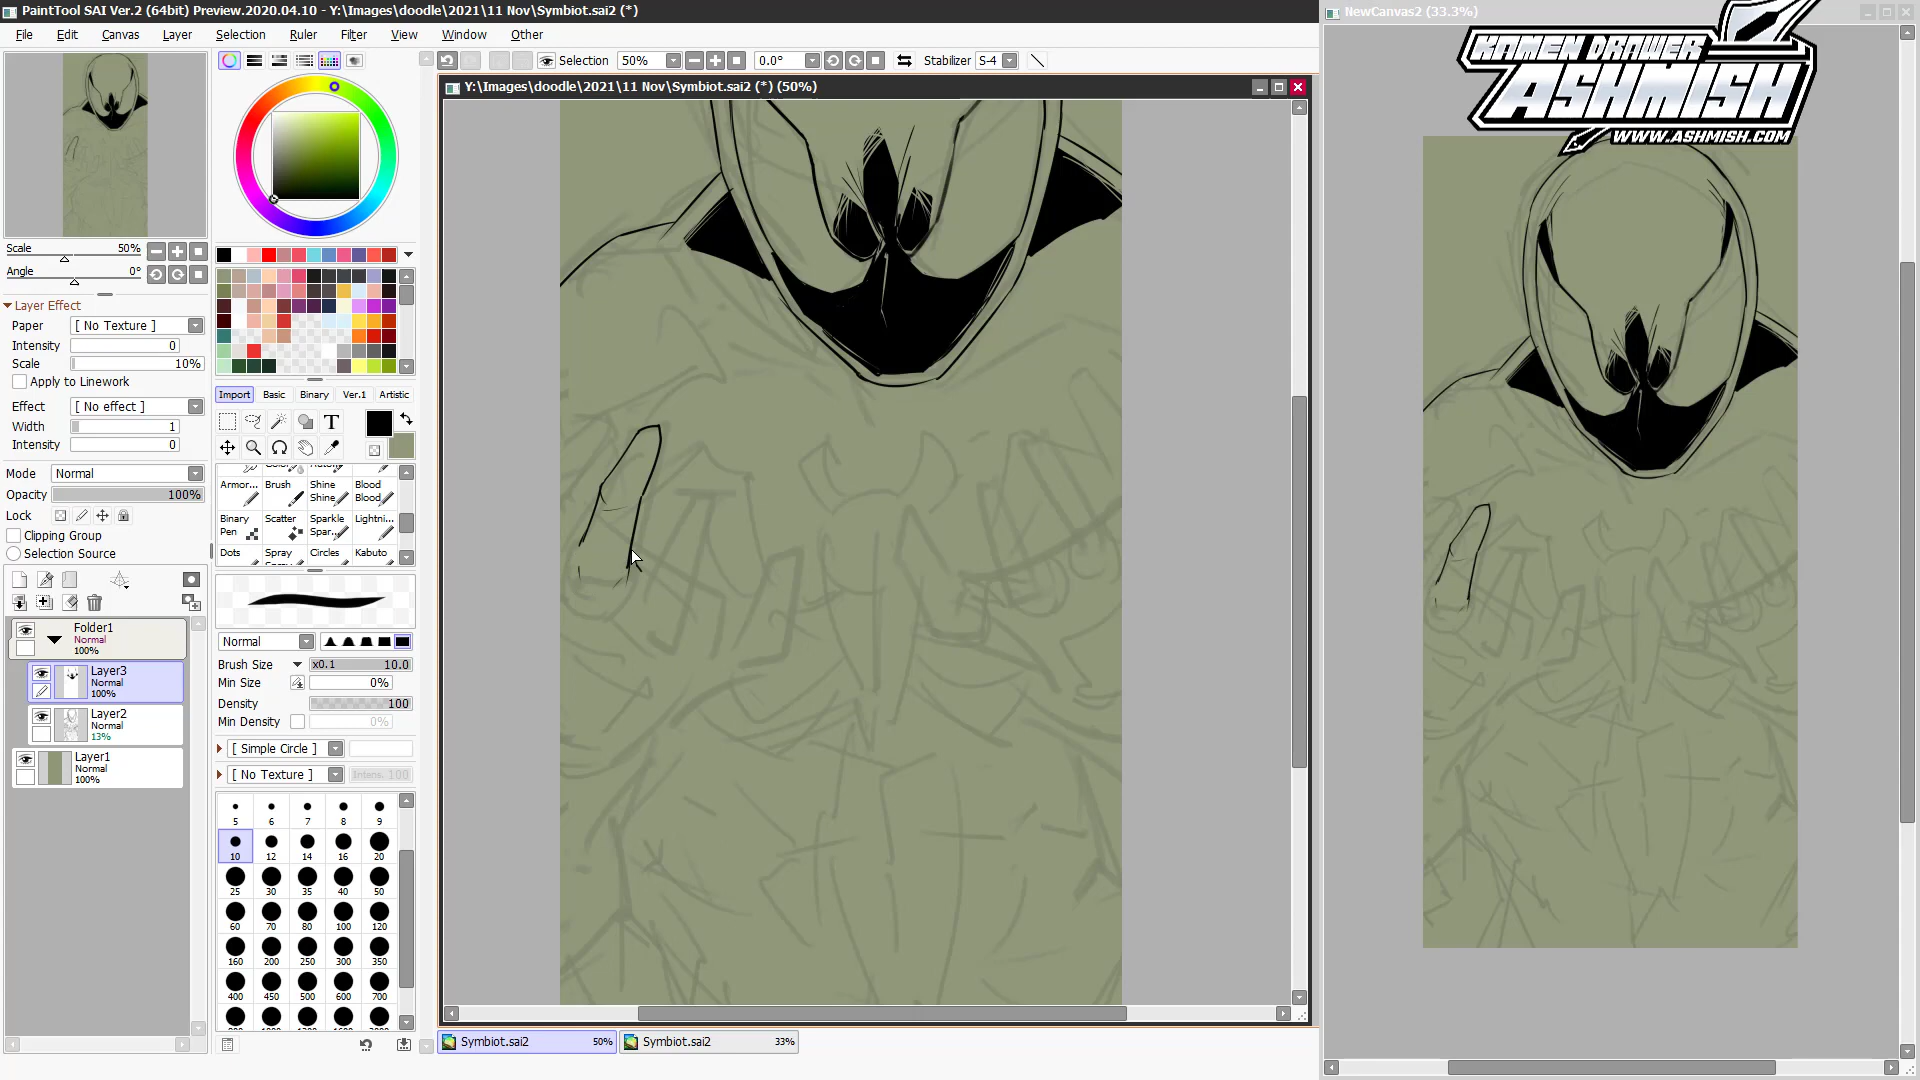 PaintTool SAI Ver.2 (64bit) Preview.2020.04.10 - Y:\Images\doodle\2021\11 Nov\Symbiot.sai2 (*)
NewCanvas2 (33.3%)
File Edit Canvas Layer Selection Ruler Filter View Window Other
KAMEN DRAWER
ASHMISH
WWW.ASHMISH.COM
Selection 50% 0.0° Stabilizer S-4
Y:\Images\doodle\2021\11 Nov\Symbiot.sai2 (*) (50%)
Scale 50%
Angle 0°
Layer Effect
Paper [ No Texture ]
Intensity 0
Scale 10%
Apply to Linework
Effect [ No effect ]
Width 1
Intensity 0
Mode Normal
Opacity 100%
Lock
Clipping Group
Selection Source
Folder1
Normal
100%
Layer3
Normal
100%
Layer2
Normal
13%
Layer1
Normal
100%
Import Basic Binary Ver.1 Artistic
T
Armor... Brush Shine Blood
Shine Blood
Binary Scatter Sparkle Lightni...
Pen Spar...
Dots Spray Circles Kabuto
Normal
Brush Size x0.1 10.0
Min Size 0%
Density 100
Min Density 0%
[ Simple Circle ]
[ No Texture ] Intens. 100
5 6 7 8 9
10 12 14 16 20
25 30 35 40 50
60 70 80 100 120
160 200 250 300 350
400 450 500 600 700
Symbiot.sai2 50% Symbiot.sai2 33%